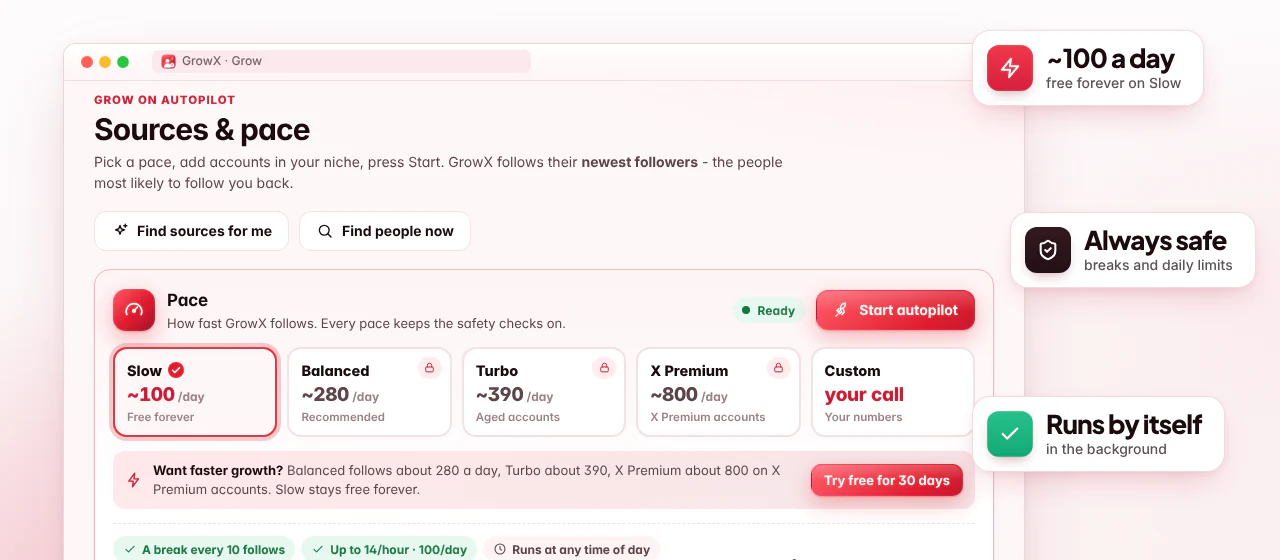 GrowX · Grow
GROW ON AUTOPILOT
Sources & pace
Pick a pace, add accounts in your niche, press Start. GrowX follows their newest followers - the people
most likely to follow you back.
Find sources for me
Find people now
Pace
How fast GrowX follows. Every pace keeps the safety checks on.
Ready
Start autopilot
Slow
~100 /day
Free forever
Balanced
~280 /day
Recommended
Turbo
~390 /day
Aged accounts
X Premium
~800 /day
X Premium accounts
Custom
your call
Your numbers
Want faster growth? Balanced follows about 280 a day, Turbo about 390, X Premium about 800 on X
Premium accounts. Slow stays free forever.
Try free for 30 days
A break every 10 follows
Up to 14/hour · 100/day
Runs at any time of day
~100 a day
free forever on Slow
Always safe
breaks and daily limits
Runs by itself
in the background